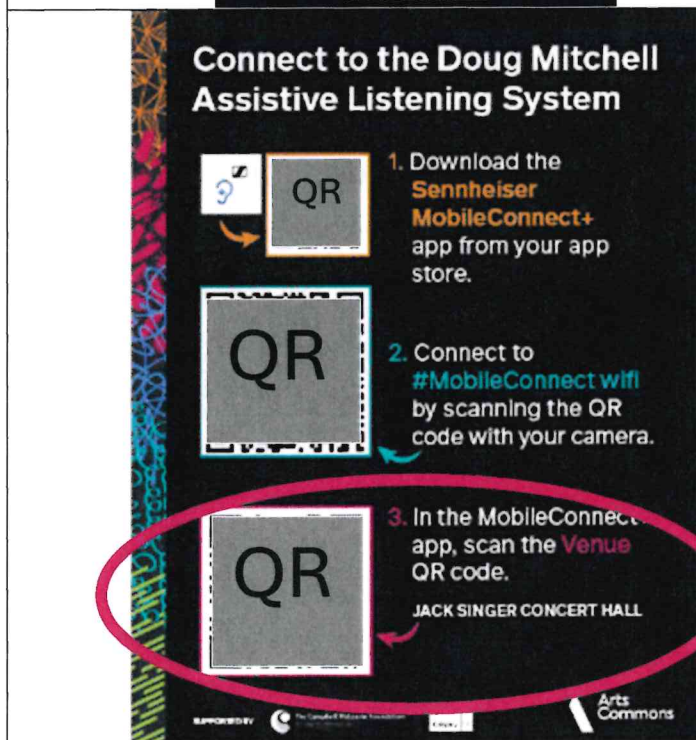 Connect to the Doug Mitchell
Assistive Listening System
QR
1. Download the
Sennheiser
MobileConnect+
app from your app
store.
QR
2. Connect to
#MobileConnect wifi
by scanning the QR
code with your camera.
QR
3. In the MobileConnect
app, scan the Venue
QR code.
JACK SINGER CONCERT HALL
SUPPORTED BY
Arts
Commons